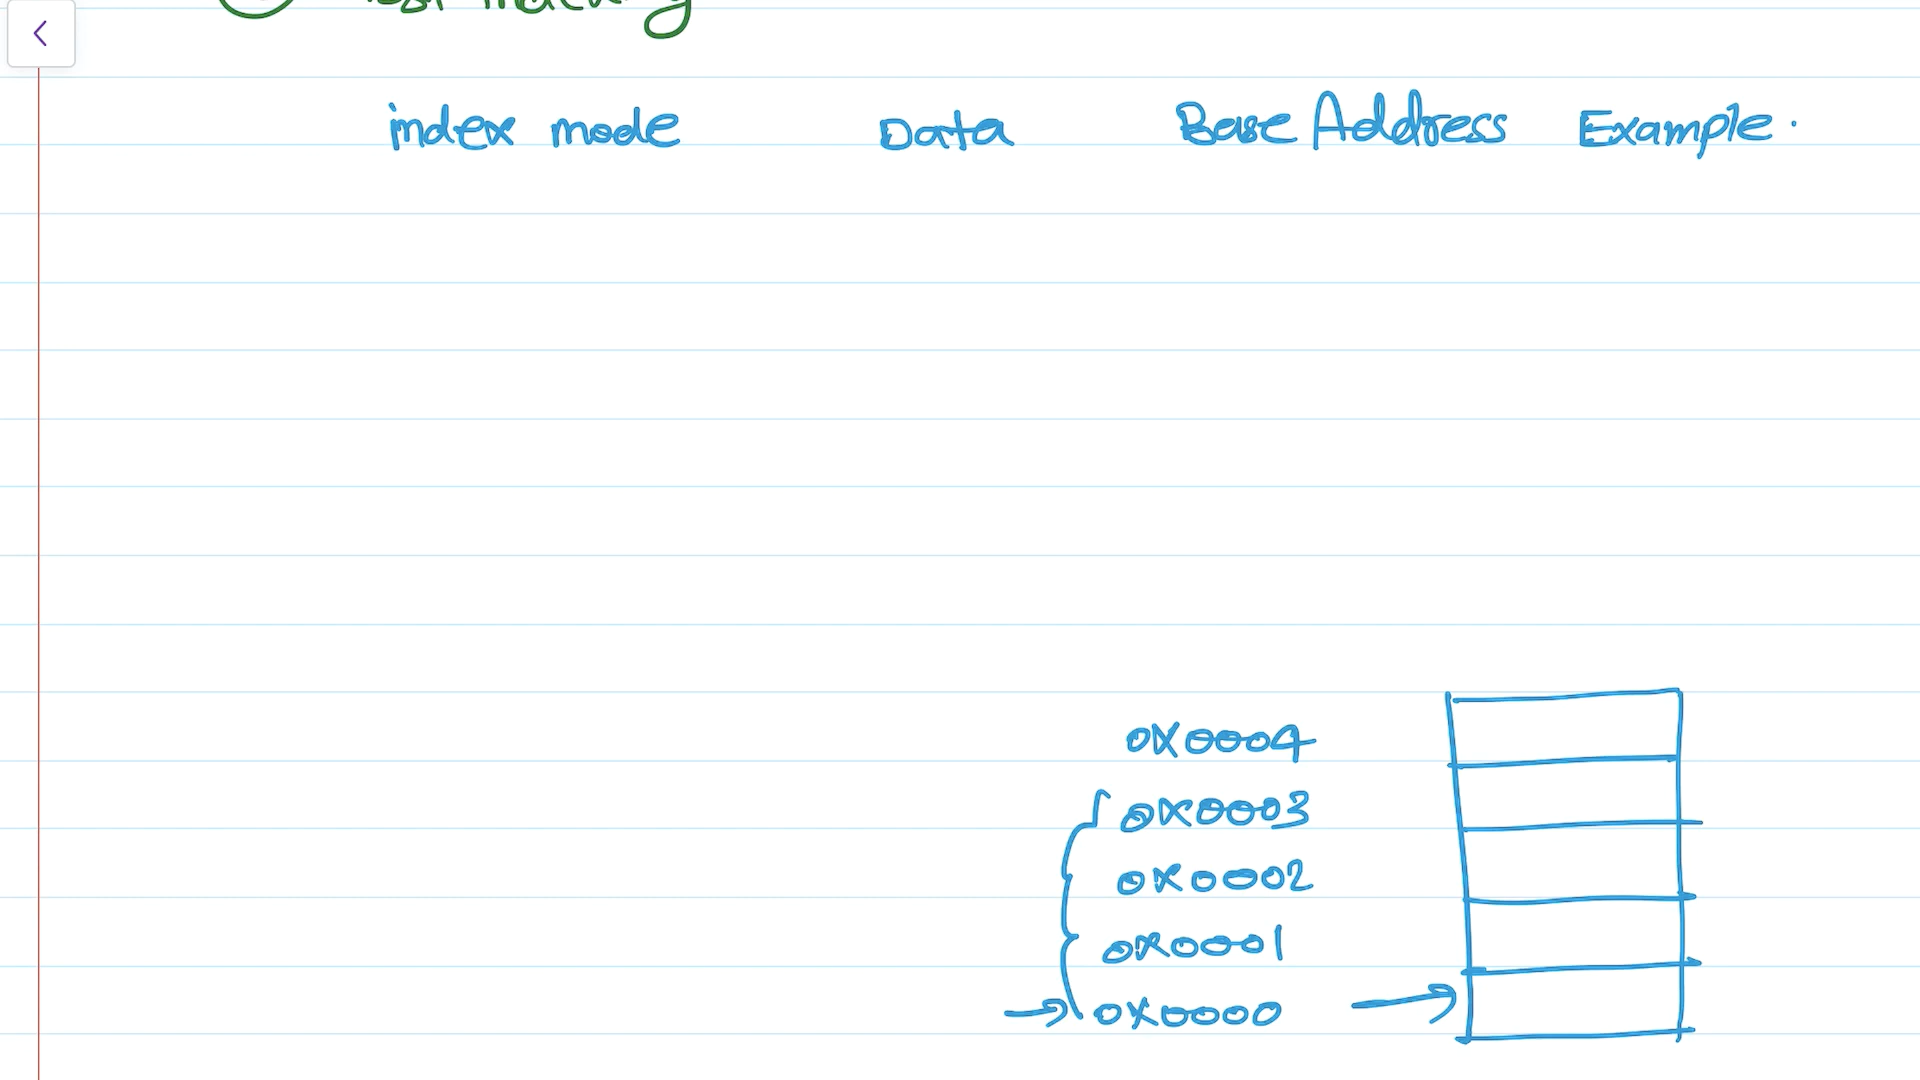 index mode Data Base Address Example.
0x0004
0x0003
0x0002
0x0001
0x0000